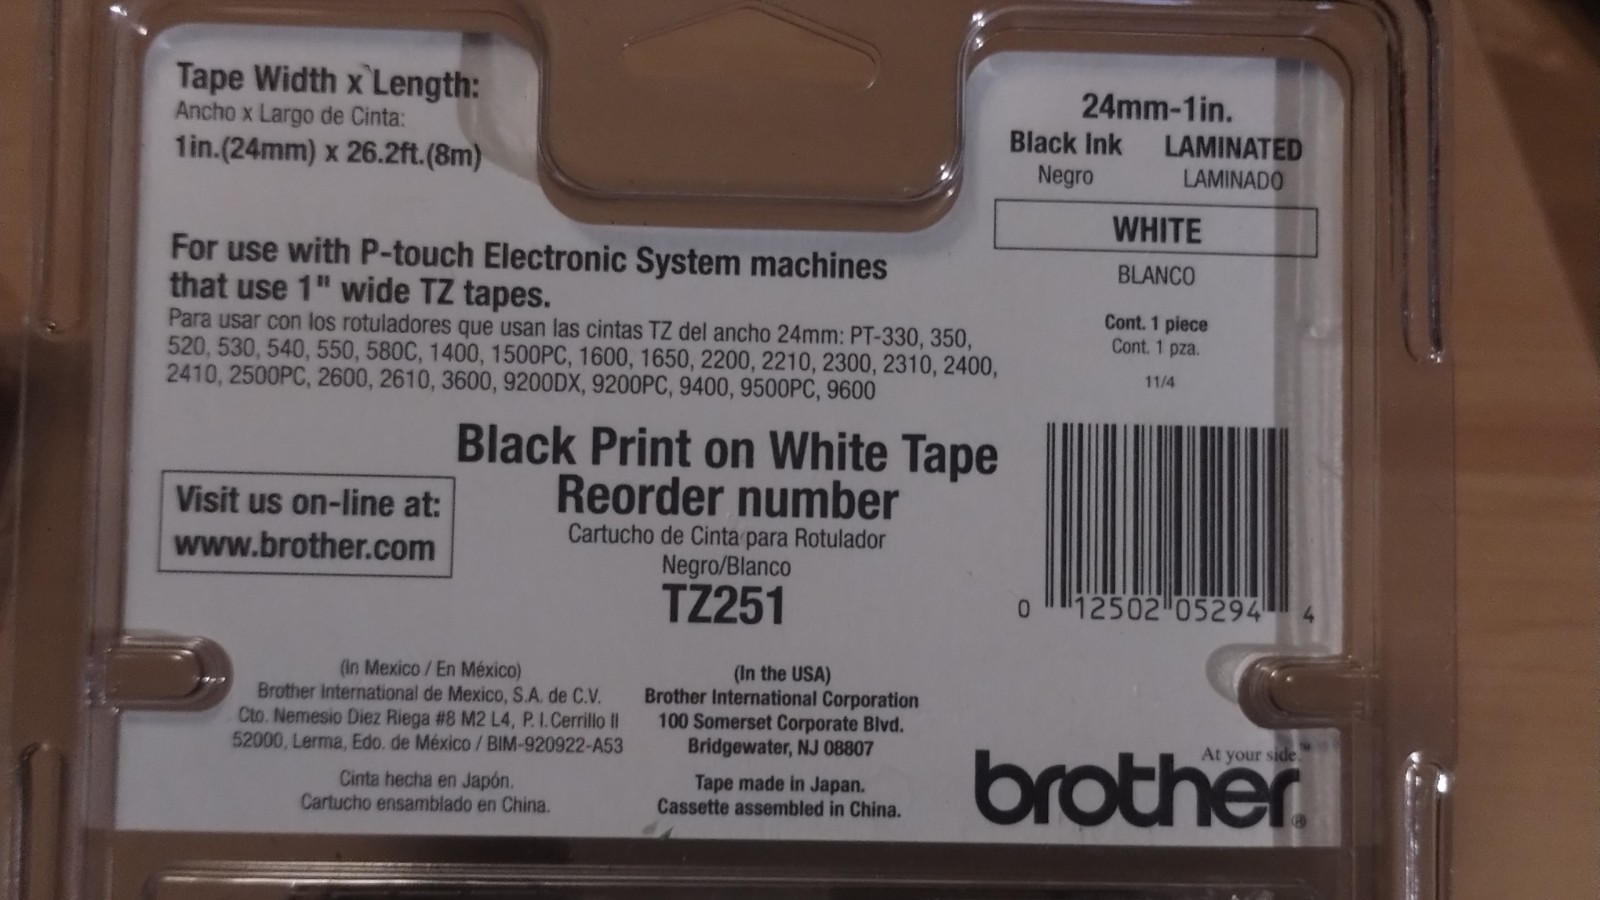 Tape Width x Length:
Ancho x Largo de Cinta:
1in.(24mm) x 26.2ft.(8m)
24mm-1in.
Black Ink LAMINATED
Negro LAMINADO
WHITE
BLANCO
Cont. 1 piece
Cont. 1 pza.
11/4
For use with P-touch Electronic System machines
that use 1" wide TZ tapes.
Para usar con los rotuladores que usan las cintas TZ del ancho 24mm: PT-330, 350,
520, 530, 540, 550, 580C, 1400, 1500PC, 1600, 1650, 2200, 2210, 2300, 2310, 2400,
2410, 2500PC, 2600, 2610, 3600, 9200DX, 9200PC, 9400, 9500PC, 9600
Black Print on White Tape
Reorder number
Cartucho de Cinta para Rotulador
Negro/Blanco
TZ251
Visit us on-line at:
www.brother.com
0 12502 05294 4
(In Mexico / En México)
Brother International de Mexico, S.A. de C.V.
Cto. Nemesio Diez Riega #8 M2 L4, P. I. Cerrillo II
52000, Lerma, Edo. de México / BIM-920922-A53
Cinta hecha en Japón.
Cartucho ensamblado en China.
(In the USA)
Brother International Corporation
100 Somerset Corporate Blvd.
Bridgewater, NJ 08807
Tape made in Japan.
Cassette assembled in China.
At your side.™
brother®